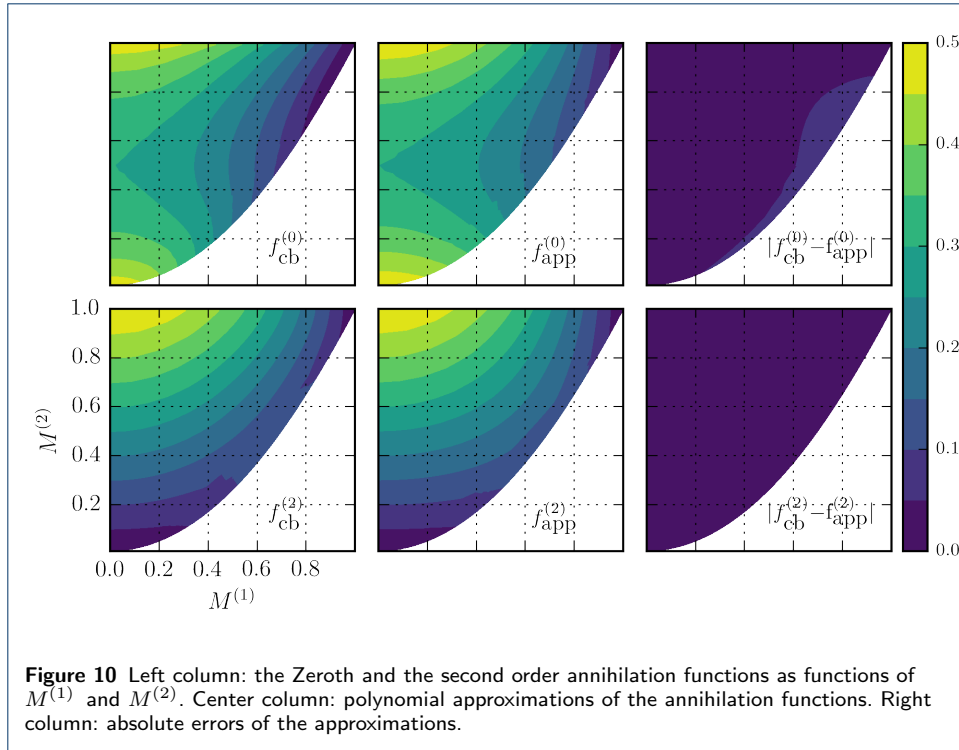 0.5
0.4
0.3
0.2
0.1
0.0
f_cb^(0)
f_app^(0)
|f_cb^(0)−f_app^(0)|
1.0
0.8
0.6
0.4
0.2
M^(2)
f_cb^(2)
f_app^(2)
|f_cb^(2)−f_app^(2)|
0.0 0.2 0.4 0.6 0.8
M^(1)
Figure 10 Left column: the Zeroth and the second order annihilation functions as functions of
M^(1) and M^(2). Center column: polynomial approximations of the annihilation functions. Right
column: absolute errors of the approximations.